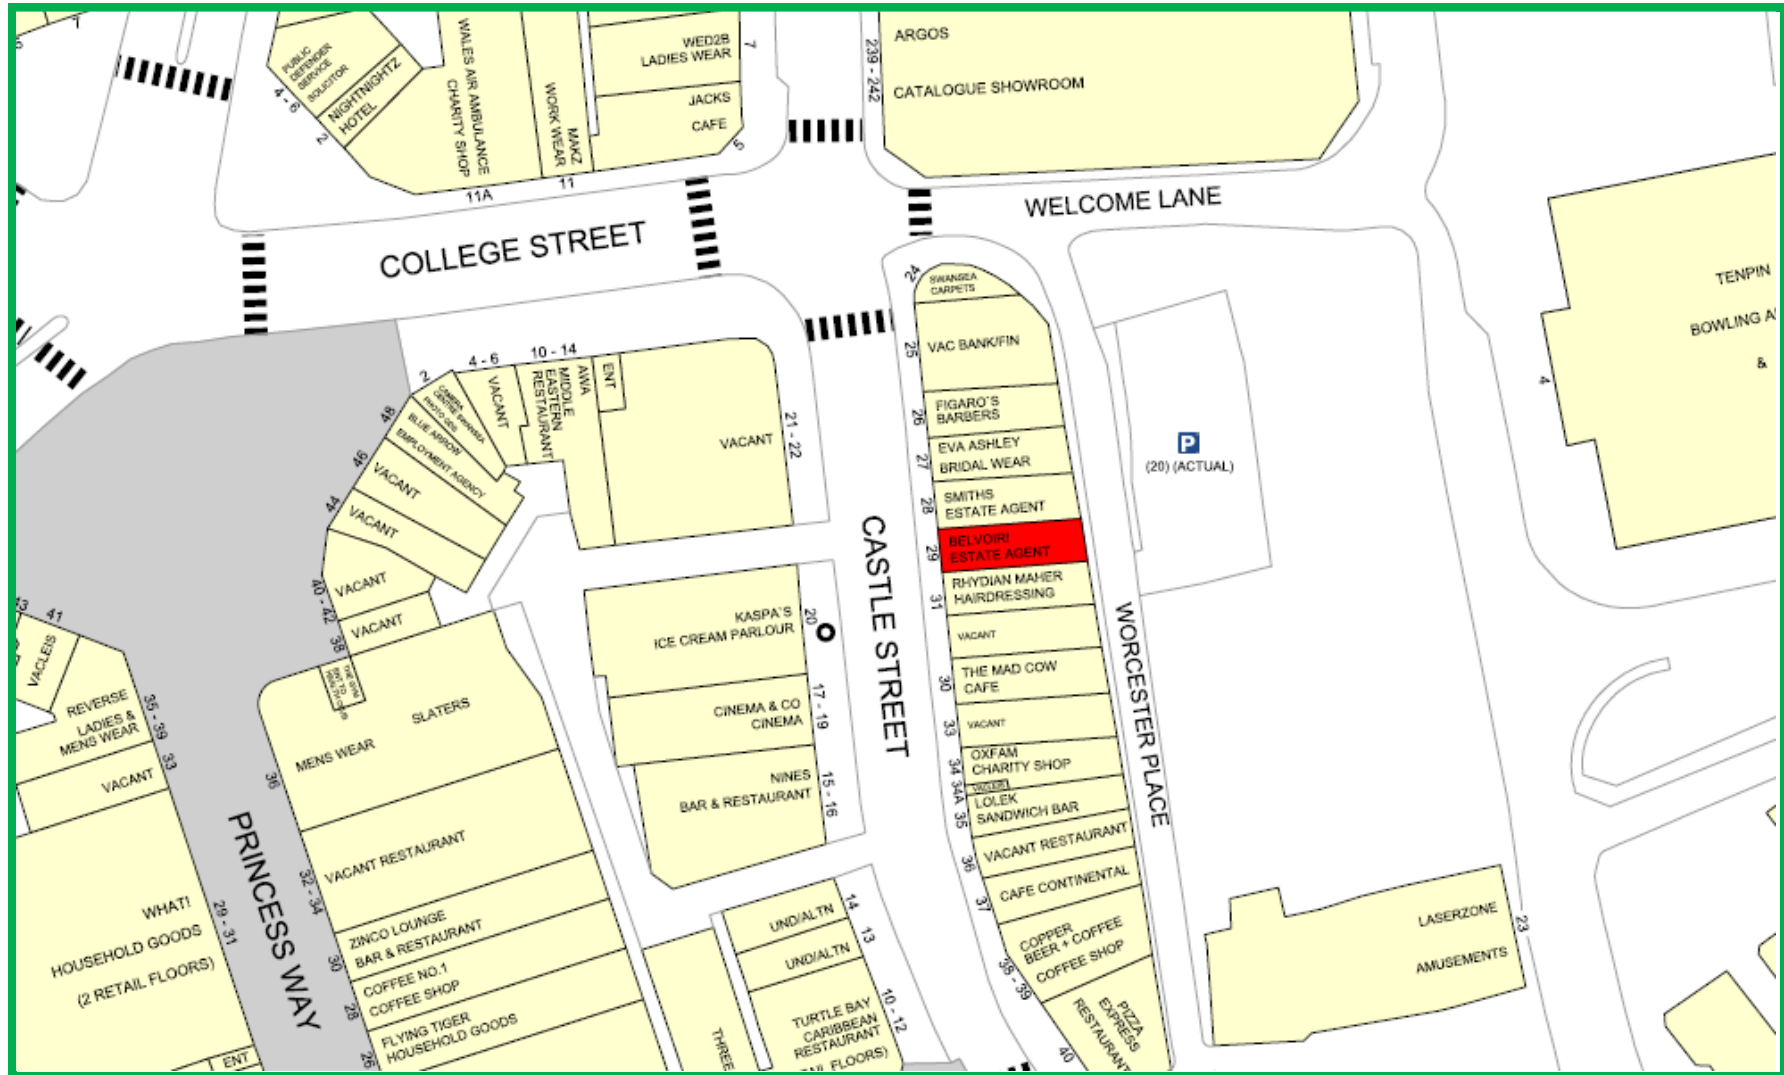 PUBLIC
DEFENDER
SERVICE
SOLICITOR
4 - 6
NIGHTNIGHTZ
HOTEL
2
WALES AIR AMBULANCE
CHARITY SHOP
11A
MAKZ
WORK WEAR
11
WED2B
LADIES WEAR
7
JACKS
CAFE
5
239 - 242
ARGOS
CATALOGUE SHOWROOM
WELCOME LANE
COLLEGE STREET
TENPIN
BOWLING A
&
4
24
SWANSEA
CARPETS
25
VAC BANK/FIN
26
FIGARO`S
BARBERS
27
EVA ASHLEY
BRIDAL WEAR
28
SMITHS
ESTATE AGENT
29
BELVOIR!
ESTATE AGENT
31
RHYDIAN MAHER
HAIRDRESSING
VACANT
30
THE MAD COW
CAFE
33
VACANT
34
OXFAM
CHARITY SHOP
34A
35
LOLEK
SANDWICH BAR
36
VACANT RESTAURANT
37
CAFE CONTINENTAL
38 - 39
COPPER
BEER + COFFEE
COFFEE SHOP
40
PIZZA
EXPRESS
RESTAURANT
P
(20) (ACTUAL)
WORCESTER PLACE
CASTLE STREET
2
CAMERA
CENTRE SWANSEA
PHOTO GDS
4 - 6
VACANT
10 - 14
AWA
MIDDLE
EASTERN
RESTAURANT
ENT
VACANT
21 - 22
48
BLUE ARROW
EMPLOYMENT AGENCY
46
VACANT
44
VACANT
40 - 42
VACANT
38
VACANT
20
KASPA`S
ICE CREAM PARLOUR
17 - 19
CINEMA & CO
CINEMA
15 - 16
NINES
BAR & RESTAURANT
14
UND/ALTN
13
UND/ALTN
10 - 12
TURTLE BAY
CARIBBEAN
RESTAURANT
FLOORS)
THREE
36
SLATERS
MENS WEAR
32 - 34
VACANT RESTAURANT
30
ZINCO LOUNGE
BAR & RESTAURANT
28
COFFEE NO.1
COFFEE SHOP
26
FLYING TIGER
HOUSEHOLD GOODS
PRINCESS WAY
43
41
VACLEIS
35 - 39
REVERSE
LADIES &
MENS WEAR
33
VACANT
29 - 31
WHAT!
HOUSEHOLD GOODS
(2 RETAIL FLOORS)
ENT
23
LASERZONE
AMUSEMENTS